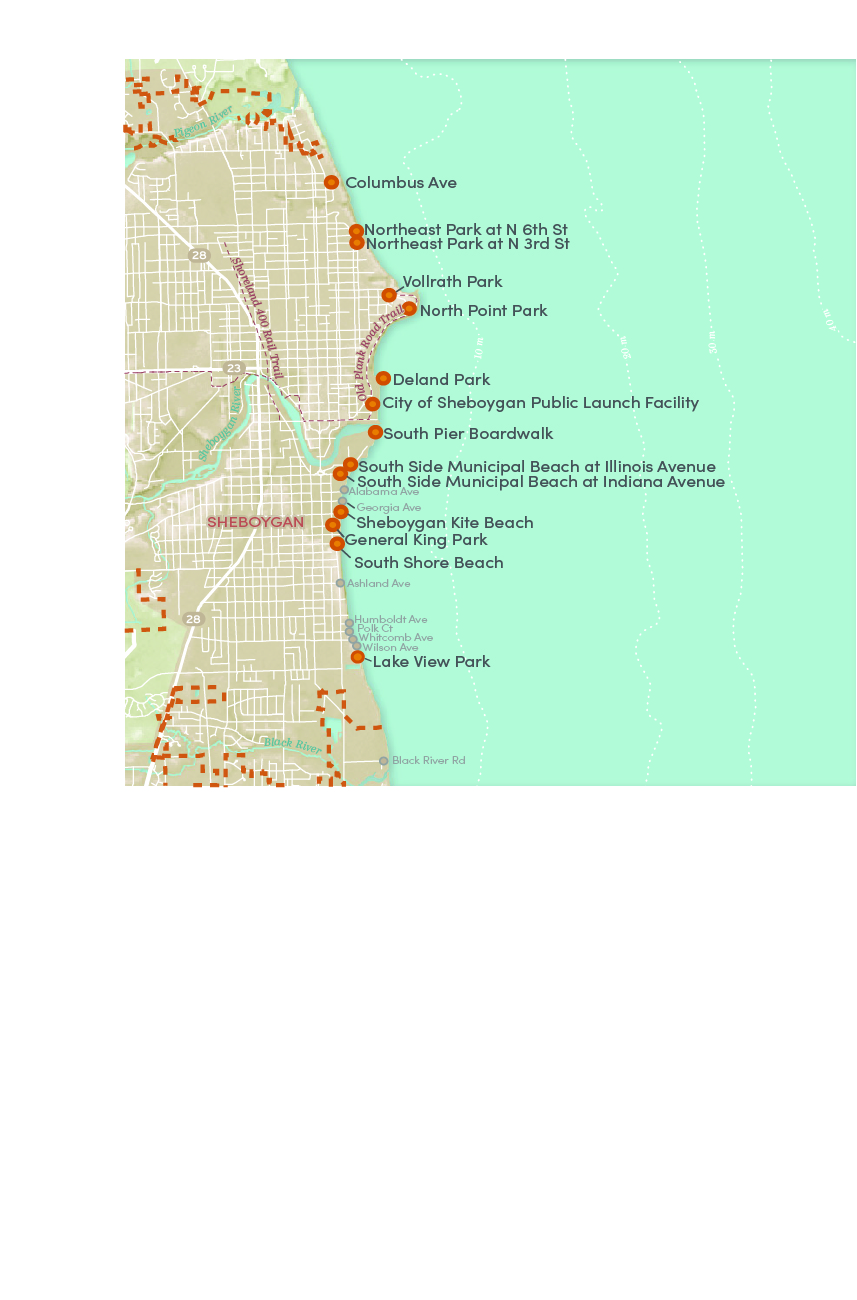 Pigeon River
Columbus Ave
Northeast Park at N 6th St
Northeast Park at N 3rd St
28
Shoreland 400 Rail Trail
Vollrath Park
North Point Park
Old Plank Road Trail
10 m
20 m
30 m
40 m
23
Deland Park
City of Sheboygan Public Launch Facility
Sheboygan River
South Pier Boardwalk
South Side Municipal Beach at Illinois Avenue
South Side Municipal Beach at Indiana Avenue
Alabama Ave
Georgia Ave
SHEBOYGAN
Sheboygan Kite Beach
General King Park
South Shore Beach
Ashland Ave
28
Humboldt Ave
Polk Ct
Whitcomb Ave
Wilson Ave
Lake View Park
Black River
Black River Rd